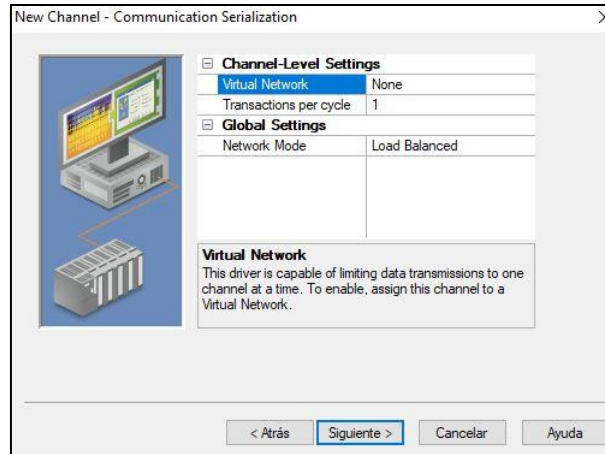 New Channel - Communication Serialization
Channel-Level Settings
Virtual Network None
Transactions per cycle 1
Global Settings
Network Mode Load Balanced
Virtual Network
This driver is capable of limiting data transmissions to one
channel at a time. To enable, assign this channel to a
Virtual Network.
< Atrás Siguiente > Cancelar Ayuda